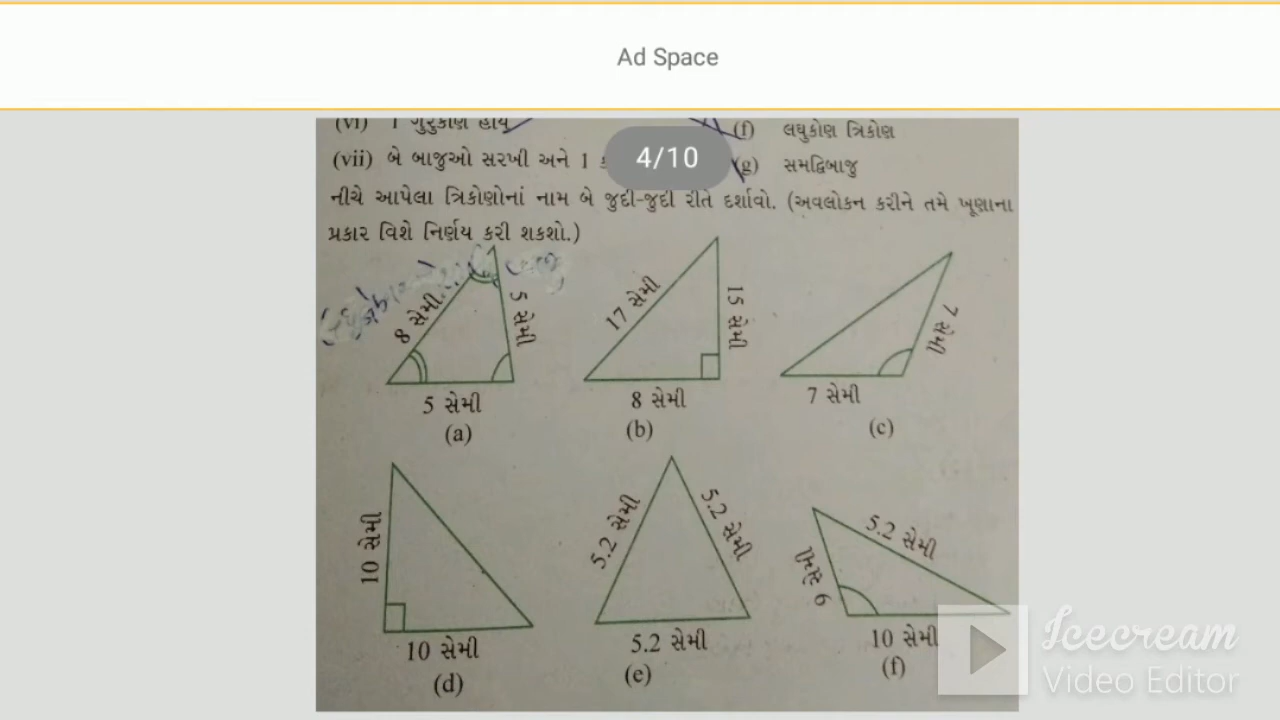 Ad Space
(vi) 1 ગુરુકોણ હોય
(f) લઘુકોણ ત્રિકોણ
4/10
(vii) બે બાજુઓ સરખી અને 1
(g) સમદ્વિબાજુ
નીચે આપેલા ત્રિકોણોનાં નામ બે જુદી-જુદી રીતે દર્શાવો. (અવલોકન કરીને તમે ખૂણાના
પ્રકાર વિશે નિર્ણય કરી શકશો.)
8 સેમી
5 સેમી
5 સેમી
(a)
17 સેમી
15 સેમી
8 સેમી
(b)
7 સેમી
7 સેમી
(c)
10 સેમી
10 સેમી
(d)
5.2 સેમી
5.2 સેમી
5.2 સેમી
(e)
5.2 સેમી
9 સેમી
10 સેમી
(f)
Icecream
Video Editor